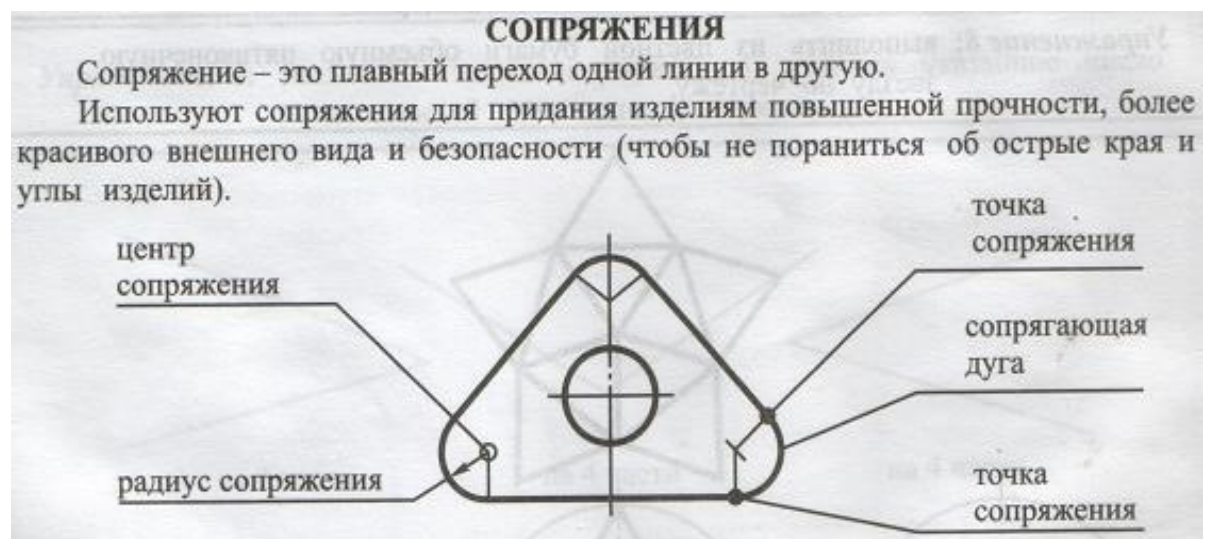 СОПРЯЖЕНИЯ
Сопряжение – это плавный переход одной линии в другую.
Используют сопряжения для придания изделиям повышенной прочности, более
красивого внешнего вида и безопасности (чтобы не пораниться об острые края и
углы изделий).
центр
сопряжения
точка
сопряжения
сопрягающая
дуга
радиус сопряжения
точка
сопряжения